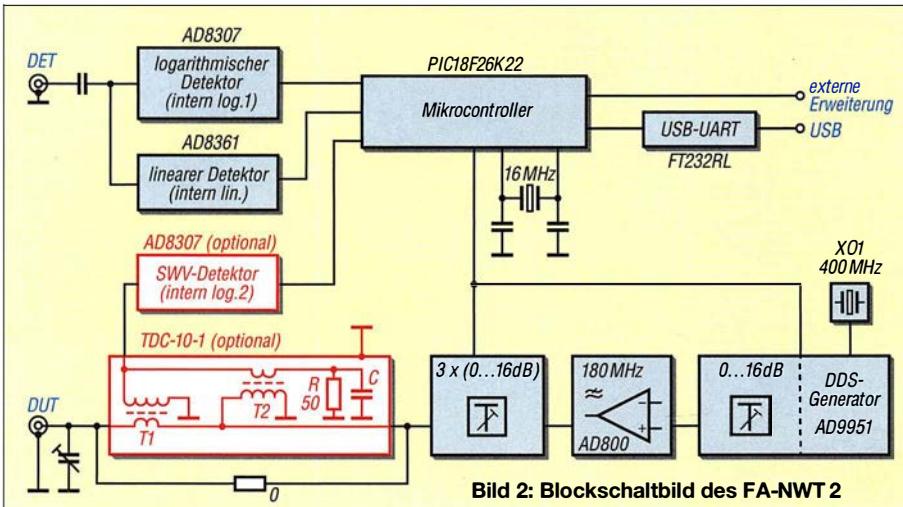 AD8307
DET
logarithmischer
Detektor
(intern log.1)
AD8361
linearer Detektor
(intern lin.)
PIC18F26K22
Mikrocontroller
16 MHz
externe
Erweiterung
USB-UART
USB
FT232RL
AD8307 (optional)
SWV-Detektor
(intern log.2)
XO1
400 MHz
TDC-10-1 (optional)
R
50
C
T2
T1
DUT
0
3 x (0...16dB)
180 MHz
≈
AD800
0...16dB
DDS-
Generator
AD9951
Bild 2: Blockschaltbild des FA-NWT 2